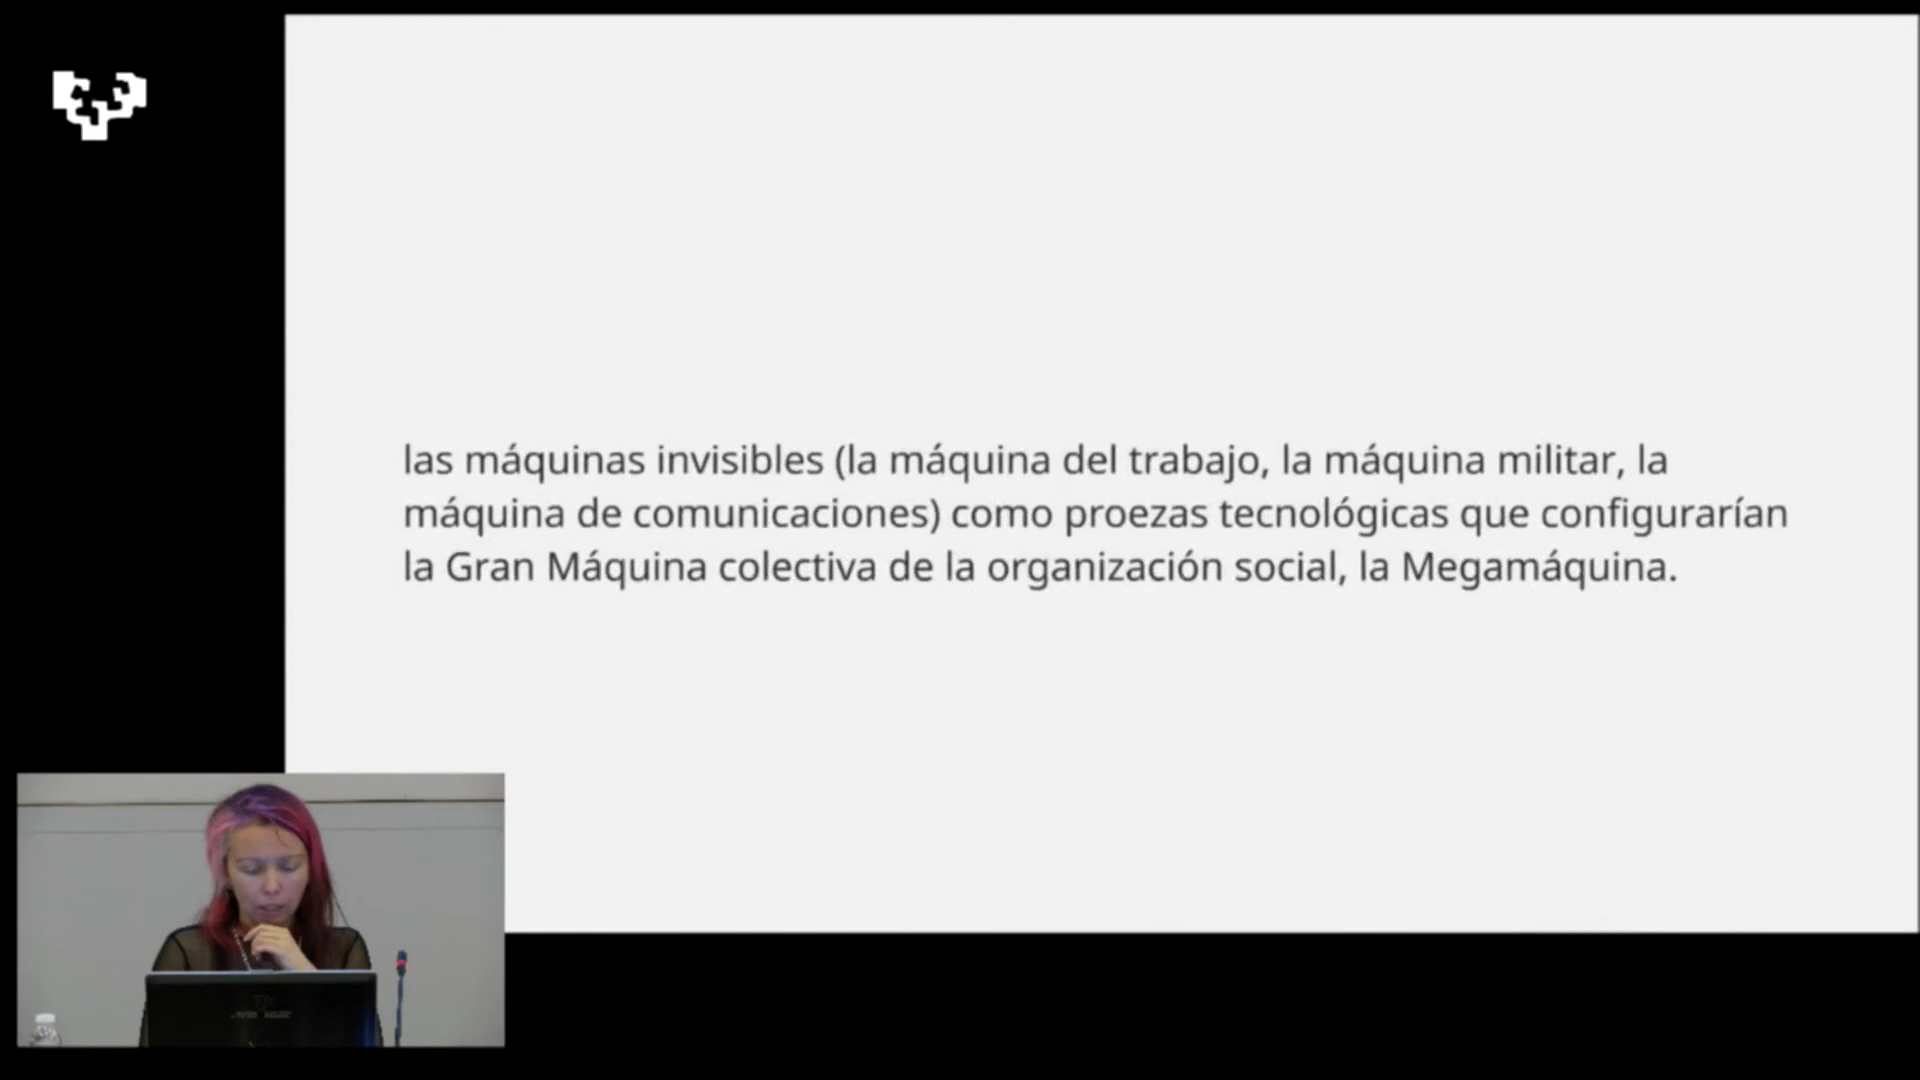 las máquinas invisibles (la máquina del trabajo, la máquina militar, la
máquina de comunicaciones) como proezas tecnológicas que configurarían
la Gran Máquina colectiva de la organización social, la Megamáquina.